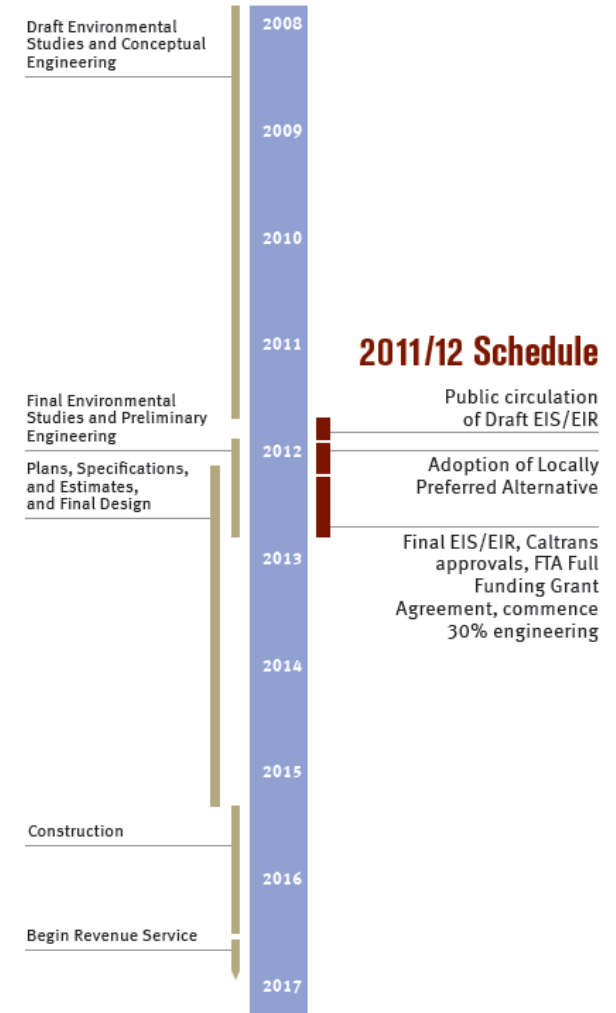 Draft Environmental
Studies and Conceptual
Engineering
2008
2009
2010
2011
2011/12 Schedule
Public circulation
of Draft EIS/EIR
Final Environmental
Studies and Preliminary
Engineering
2012
Adoption of Locally
Preferred Alternative
Plans, Specifications,
and Estimates,
and Final Design
Final EIS/EIR, Caltrans
approvals, FTA Full
Funding Grant
Agreement, commence
30% engineering
2013
2014
2015
Construction
2016
Begin Revenue Service
2017